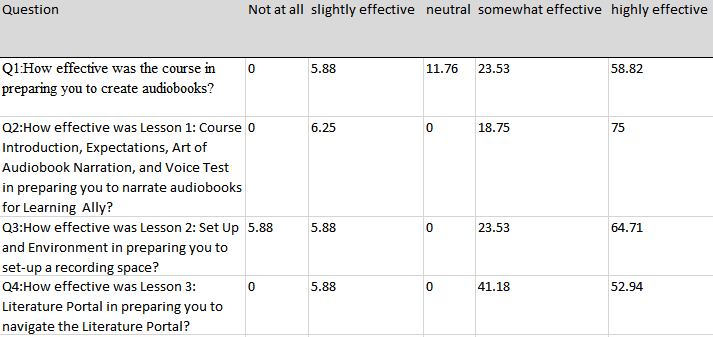 Question Not at all slightly effective neutral somewhat effective highly effective
Q1:How effective was the course in 0 5.88 11.76 23.53 58.82
preparing you to create audiobooks?
Q2:How effective was Lesson 1: Course 0 6.25 0 18.75 75
Introduction, Expectations, Art of
Audiobook Narration, and Voice Test
in preparing you to narrate audiobooks
for Learning Ally?
Q3:How effective was Lesson 2: Set Up 5.88 5.88 0 23.53 64.71
and Environment in preparing you to
set-up a recording space?
Q4:How effective was Lesson 3: 0 5.88 0 41.18 52.94
Literature Portal in preparing you to
navigate the Literature Portal?